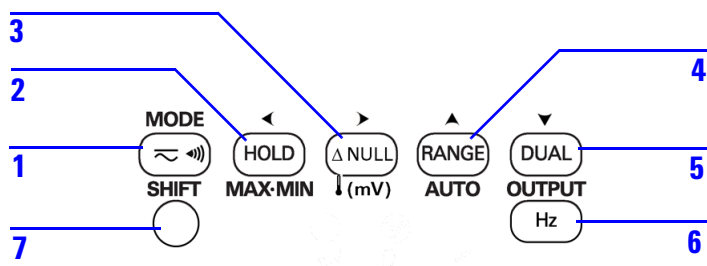 3
2
4
MODE
1
HOLD
Δ NULL
RANGE
DUAL
5
SHIFT
MAX·MIN
(mV)
AUTO
OUTPUT
7
Hz
6